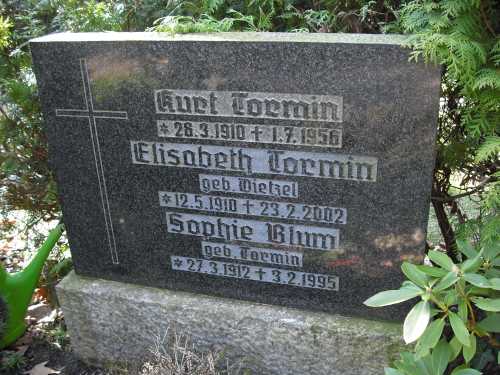 Kurt Tormin
* 28.3.1910 + 1.7.1956
Elisabeth Tormin
geb. Dietzel
* 12.5.1910 + 23.2.2002
Sophie Blum
geb. Tormin
* 27.3.1912 + 3.2.1995